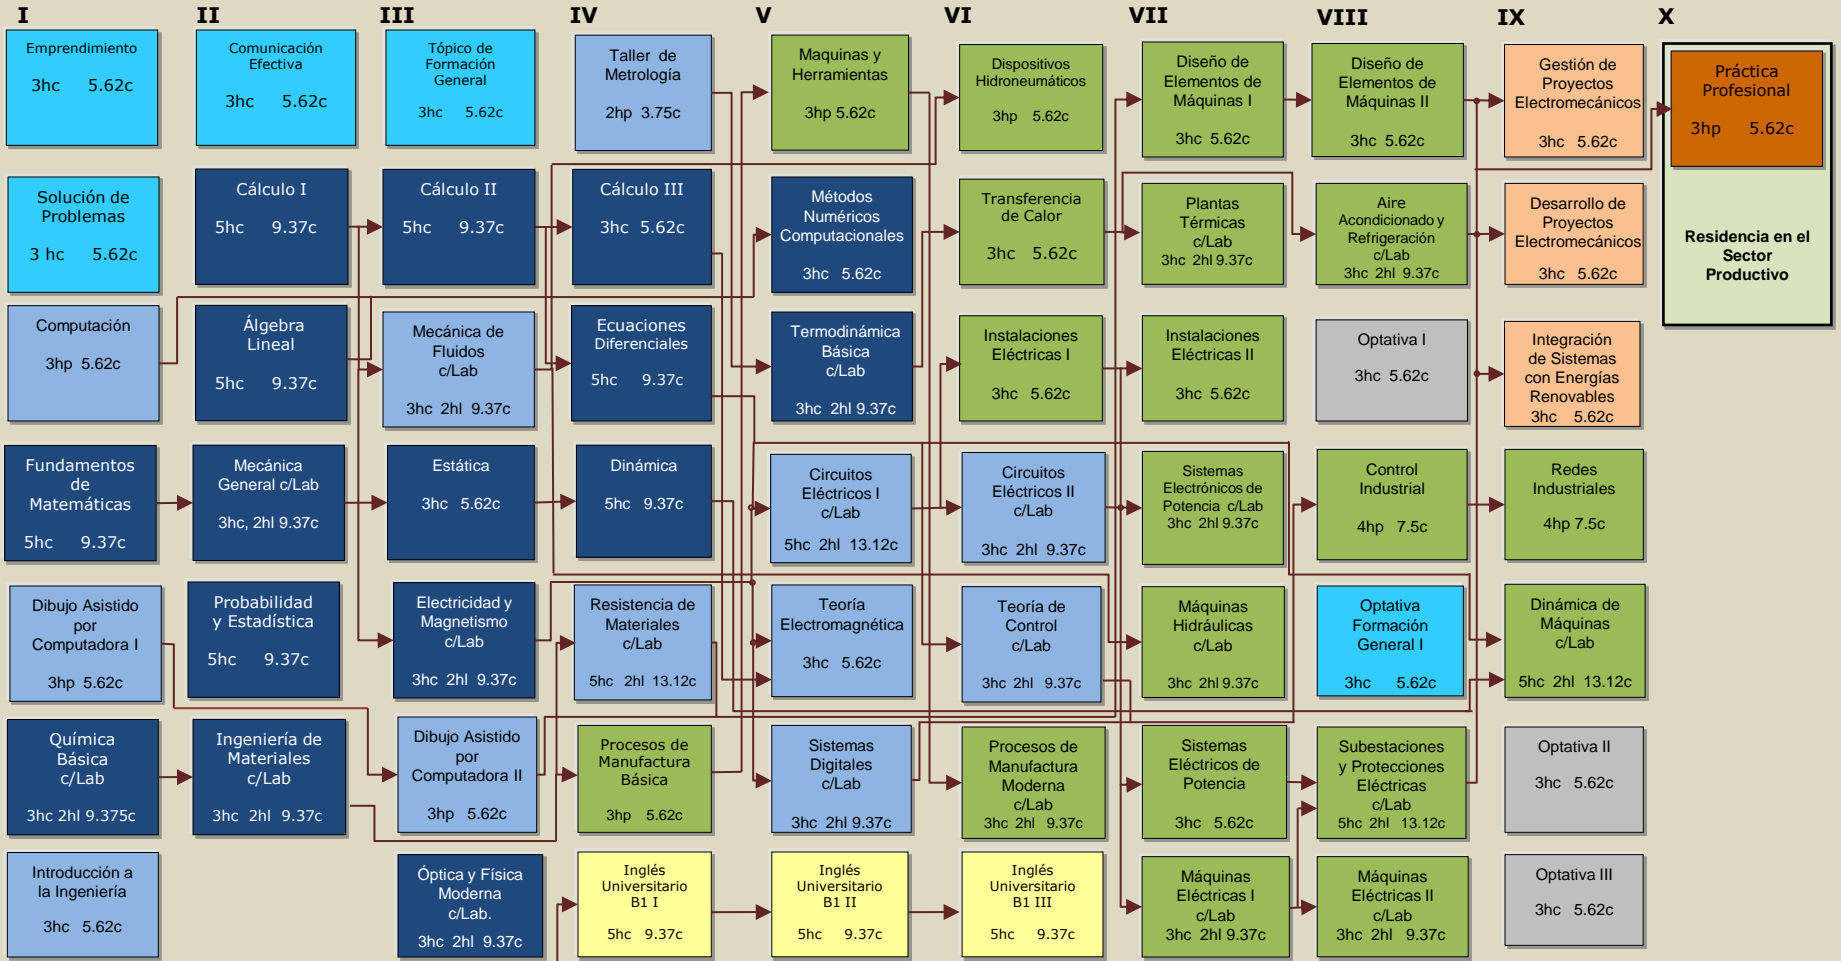 I II III IV V VI VII VIII IX X
Emprendimiento
3hc 5.62c
Comunicación
Efectiva
3hc 5.62c
Tópico de
Formación
General
3hc 5.62c
Taller de
Metrología
2hp 3.75c
Maquinas y
Herramientas
3hp 5.62c
Dispositivos
Hidroneumáticos
3hp 5.62c
Diseño de
Elementos de
Máquinas I
3hc 5.62c
Diseño de
Elementos de
Máquinas II
3hc 5.62c
Gestión de
Proyectos
Electromecánicos
3hc 5.62c
Práctica
Profesional
3hp 5.62c
Residencia en el
Sector
Productivo
Solución de
Problemas
3 hc 5.62c
Cálculo I
5hc 9.37c
Cálculo II
5hc 9.37c
Cálculo III
3hc 5.62c
Métodos
Numéricos
Computacionales
3hc 5.62c
Transferencia
de Calor
3hc 5.62c
Plantas
Térmicas
c/Lab
3hc 2hl 9.37c
Aire
Acondicionado y
Refrigeración
c/Lab
3hc 2hl 9.37c
Desarrollo de
Proyectos
Electromecánicos
3hc 5.62c
Computación
3hp 5.62c
Álgebra
Lineal
5hc 9.37c
Mecánica de
Fluidos
c/Lab
3hc 2hl 9.37c
Ecuaciones
Diferenciales
5hc 9.37c
Termodinámica
Básica
c/Lab
3hc 2hl 9.37c
Instalaciones
Eléctricas I
3hc 5.62c
Instalaciones
Eléctricas II
3hc 5.62c
Optativa I
3hc 5.62c
Integración
de Sistemas
con Energías
Renovables
3hc 5.62c
Fundamentos
de
Matemáticas
5hc 9.37c
Mecánica
General c/Lab
3hc, 2hl 9.37c
Estática
3hc 5.62c
Dinámica
5hc 9.37c
Circuitos
Eléctricos I
c/Lab
5hc 2hl 13.12c
Circuitos
Eléctricos II
c/Lab
3hc 2hl 9.37c
Sistemas
Electrónicos de
Potencia c/Lab
3hc 2hl 9.37c
Control
Industrial
4hp 7.5c
Redes
Industriales
4hp 7.5c
Dibujo Asistido
por
Computadora I
3hp 5.62c
Probabilidad
y Estadística
5hc 9.37c
Electricidad y
Magnetismo
c/Lab
3hc 2hl 9.37c
Resistencia de
Materiales
c/Lab
5hc 2hl 13.12c
Teoría
Electromagnética
3hc 5.62c
Teoría de
Control
c/Lab
3hc 2hl 9.37c
Máquinas
Hidráulicas
c/Lab
3hc 2hl 9.37c
Optativa
Formación
General I
3hc 5.62c
Dinámica de
Máquinas
c/Lab
5hc 2hl 13.12c
Química
Básica
c/Lab
3hc 2hl 9.375c
Ingeniería de
Materiales
c/Lab
3hc 2hl 9.37c
Dibujo Asistido
por
Computadora II
3hp 5.62c
Procesos de
Manufactura
Básica
3hp 5.62c
Sistemas
Digitales
c/Lab
3hc 2hl 9.37c
Procesos de
Manufactura
Moderna
c/Lab
3hc 2hl 9.37c
Sistemas
Eléctricos de
Potencia
3hc 5.62c
Subestaciones
y Protecciones
Eléctricas
c/Lab
5hc 2hl 13.12c
Optativa II
3hc 5.62c
Introducción a
la Ingeniería
3hc 5.62c
Óptica y Física
Moderna
c/Lab.
3hc 2hl 9.37c
Inglés
Universitario
B1 I
5hc 9.37c
Inglés
Universitario
B1 II
5hc 9.37c
Inglés
Universitario
B1 III
5hc 9.37c
Máquinas
Eléctricas I
c/Lab
3hc 2hl 9.37c
Máquinas
Eléctricas II
c/Lab
3hc 2hl 9.37c
Optativa III
3hc 5.62c